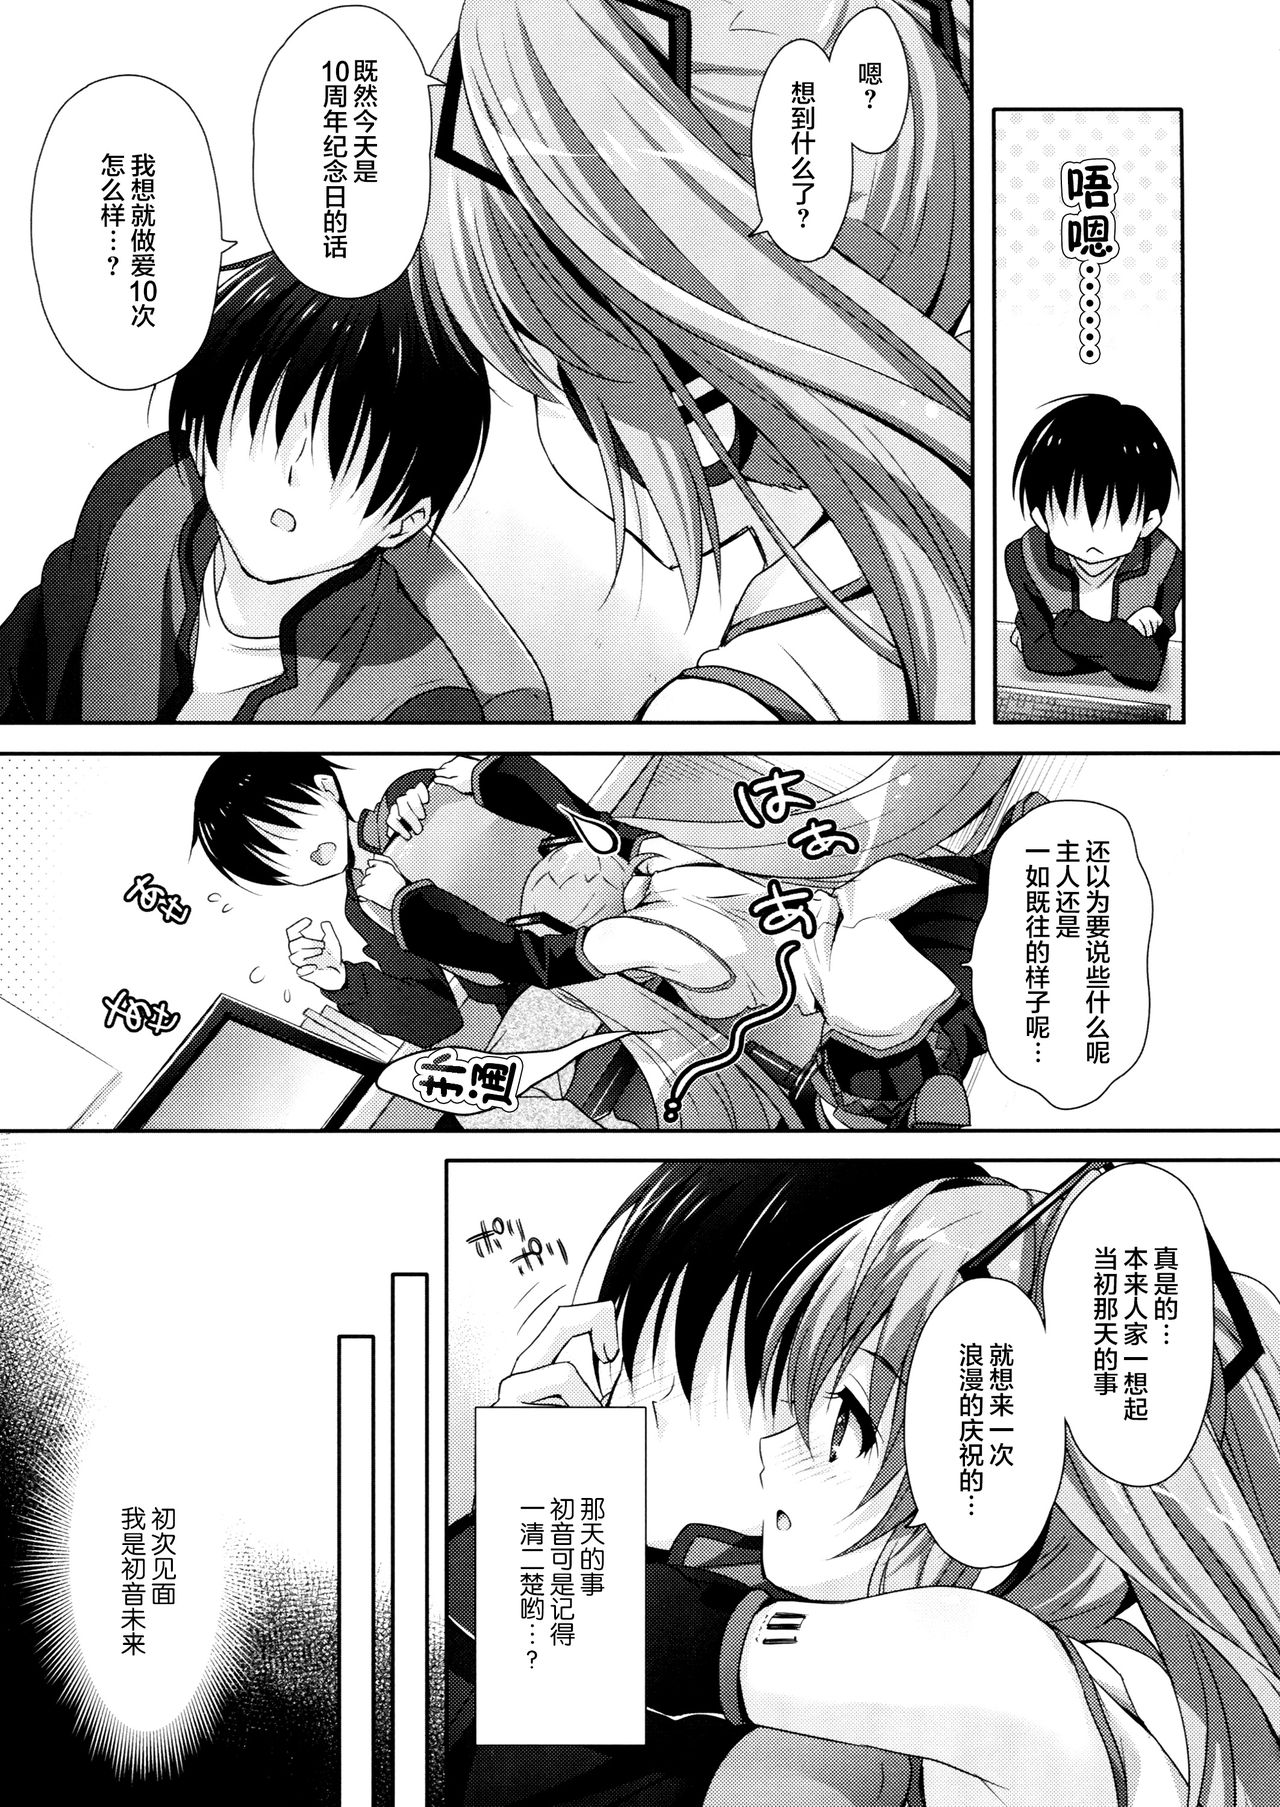 唔嗯………
嗯?
想到什么了?
既然今天是
10周年纪念日的话
我想就做爱10次
怎么样…?
还以为要说些什么呢
主人还是
一如既往的样子呢…
はぁ
あ〜…
あせ
あせ
扑通
真是的…
本来人家一想起
当初那天的事
就想来一次
浪漫的庆祝的…
ポリ
ポリ
那天的事
初音可是记得
一清二楚哟…?
初次见面
我是初音未来